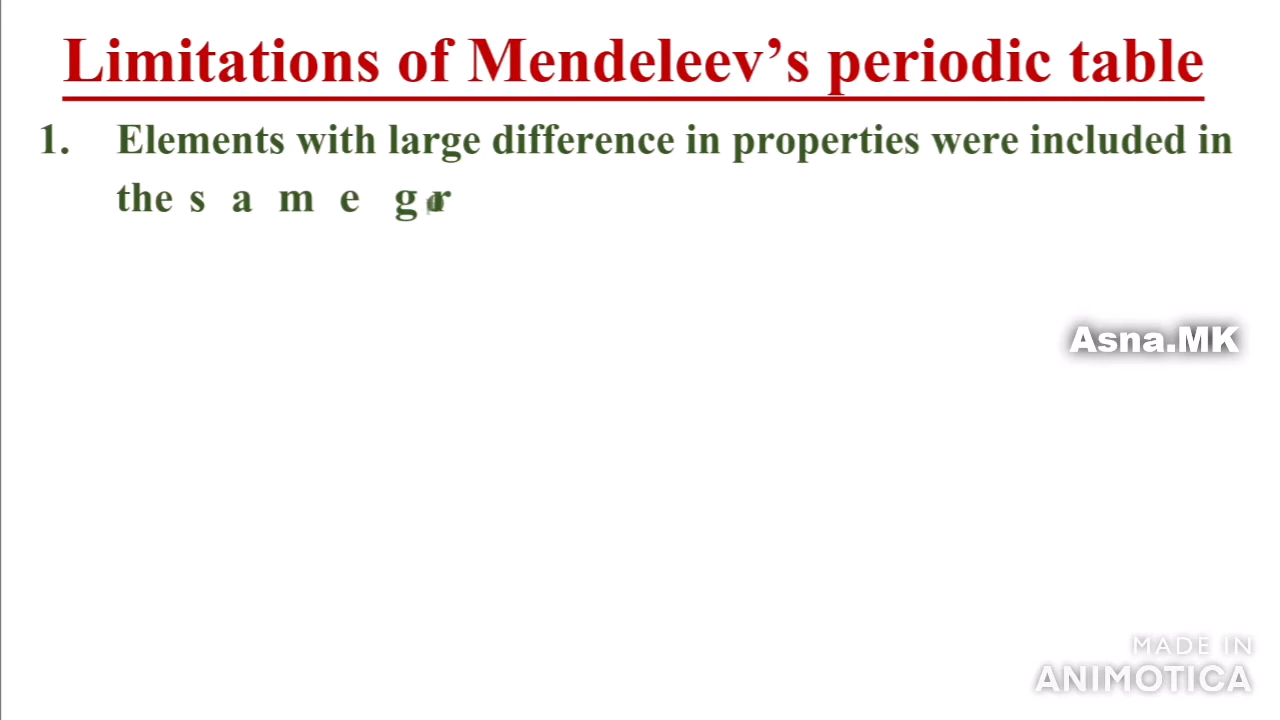 Limitations of Mendeleev’s periodic table
1. Elements with large difference in properties were included in
the s a m e
Asna.MK
MADE IN
ANIMOTICA